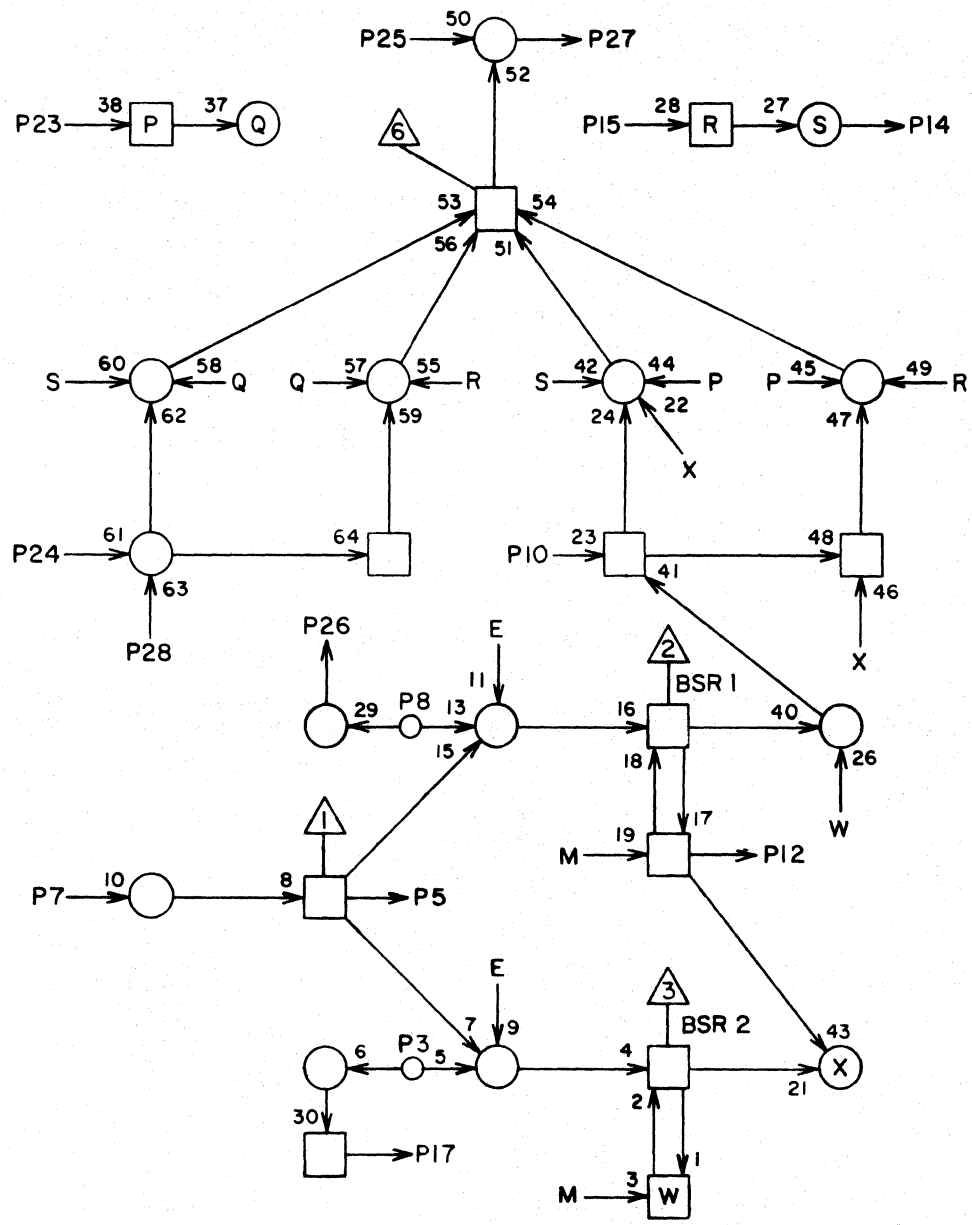 P25 50 P27
52
P23 38 P 37 Q
P15 28 R 27 S P14
6
53 54
56 51
S 60 58 Q
62
Q 57 55 R
59
S 42 44 P
24 22
X
P 45 49 R
47
P24 61
63
P28
64
P10 23
41
48
46
X
P26
29 P8 13
E
11
15
16
2
BSR 1
18 17
M 19 P12
40
26
W
P7 10
8
1
P5
E
7 9
6 P3 5
30
P17
4
3
BSR 2
2 1
M 3 W
43
21 X